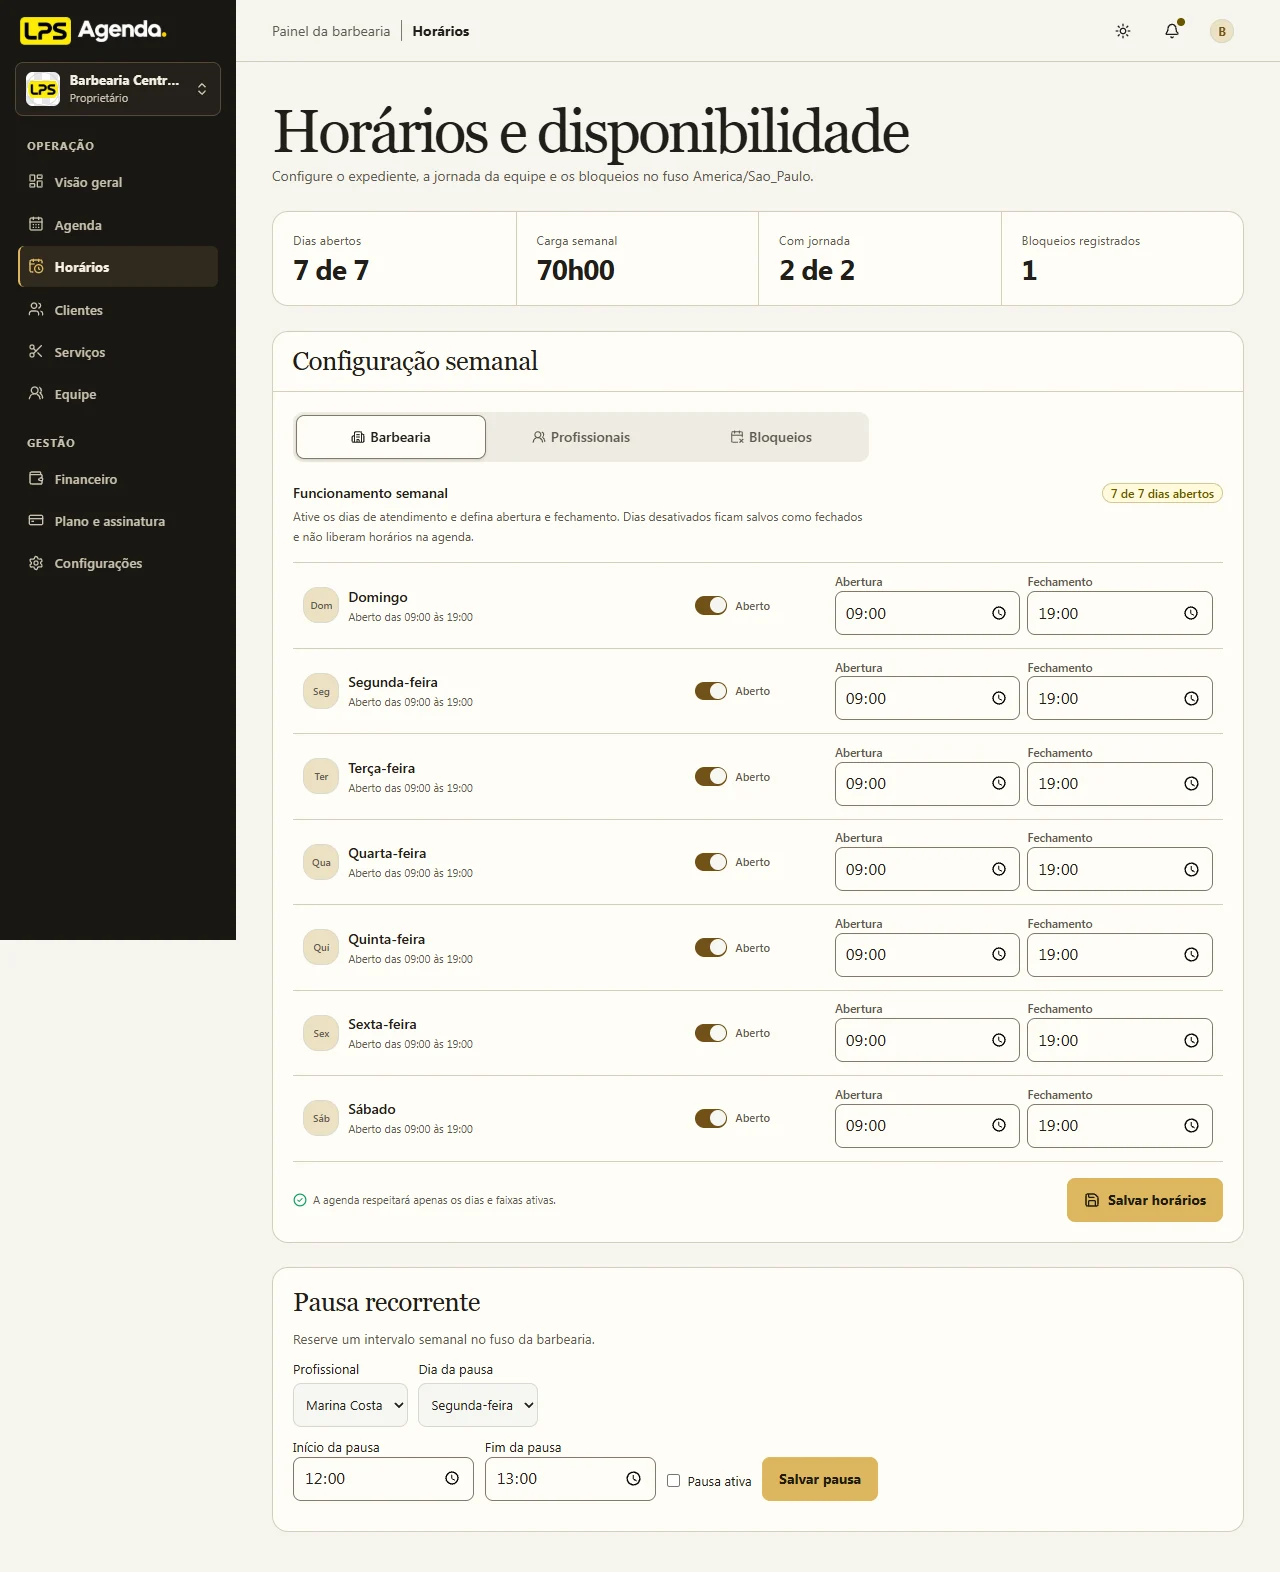 LPS Agenda.
LPS
Barbearia Centr...
Proprietário
OPERAÇÃO
Visão geral
Agenda
Horários
Clientes
Serviços
Equipe
GESTÃO
Financeiro
Plano e assinatura
Configurações
Painel da barbearia | Horários
B
Horários e disponibilidade
Configure o expediente, a jornada da equipe e os bloqueios no fuso America/Sao_Paulo.
Dias abertos
7 de 7
Carga semanal
70h00
Com jornada
2 de 2
Bloqueios registrados
1
Configuração semanal
Barbearia
Profissionais
Bloqueios
Funcionamento semanal
7 de 7 dias abertos
Ative os dias de atendimento e defina abertura e fechamento. Dias desativados ficam salvos como fechados
e não liberam horários na agenda.
Dom
Domingo
Aberto das 09:00 às 19:00
Aberto
Abertura
09:00
Fechamento
19:00
Seg
Segunda-feira
Aberto das 09:00 às 19:00
Aberto
Abertura
09:00
Fechamento
19:00
Ter
Terça-feira
Aberto das 09:00 às 19:00
Aberto
Abertura
09:00
Fechamento
19:00
Qua
Quarta-feira
Aberto das 09:00 às 19:00
Aberto
Abertura
09:00
Fechamento
19:00
Qui
Quinta-feira
Aberto das 09:00 às 19:00
Aberto
Abertura
09:00
Fechamento
19:00
Sex
Sexta-feira
Aberto das 09:00 às 19:00
Aberto
Abertura
09:00
Fechamento
19:00
Sáb
Sábado
Aberto das 09:00 às 19:00
Aberto
Abertura
09:00
Fechamento
19:00
A agenda respeitará apenas os dias e faixas ativas.
Salvar horários
Pausa recorrente
Reserve um intervalo semanal no fuso da barbearia.
Profissional
Marina Costa
Dia da pausa
Segunda-feira
Início da pausa
12:00
Fim da pausa
13:00
Pausa ativa
Salvar pausa